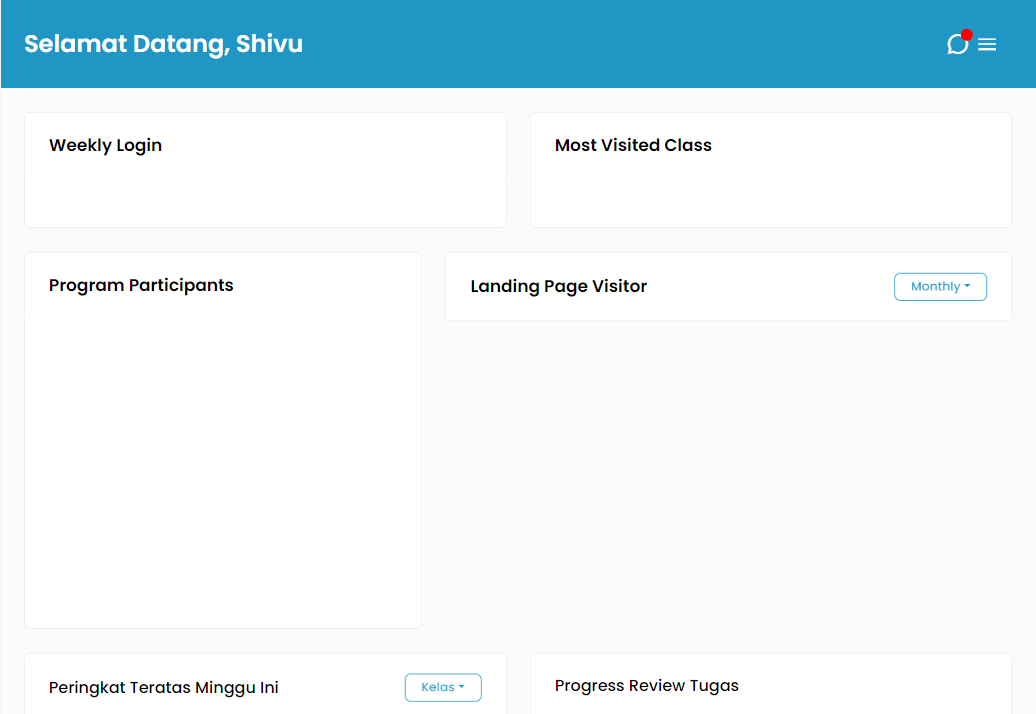 Selamat Datang, Shivu
Weekly Login
Most Visited Class
Program Participants
Landing Page Visitor
Monthly
Peringkat Teratas Minggu Ini
Kelas
Progress Review Tugas